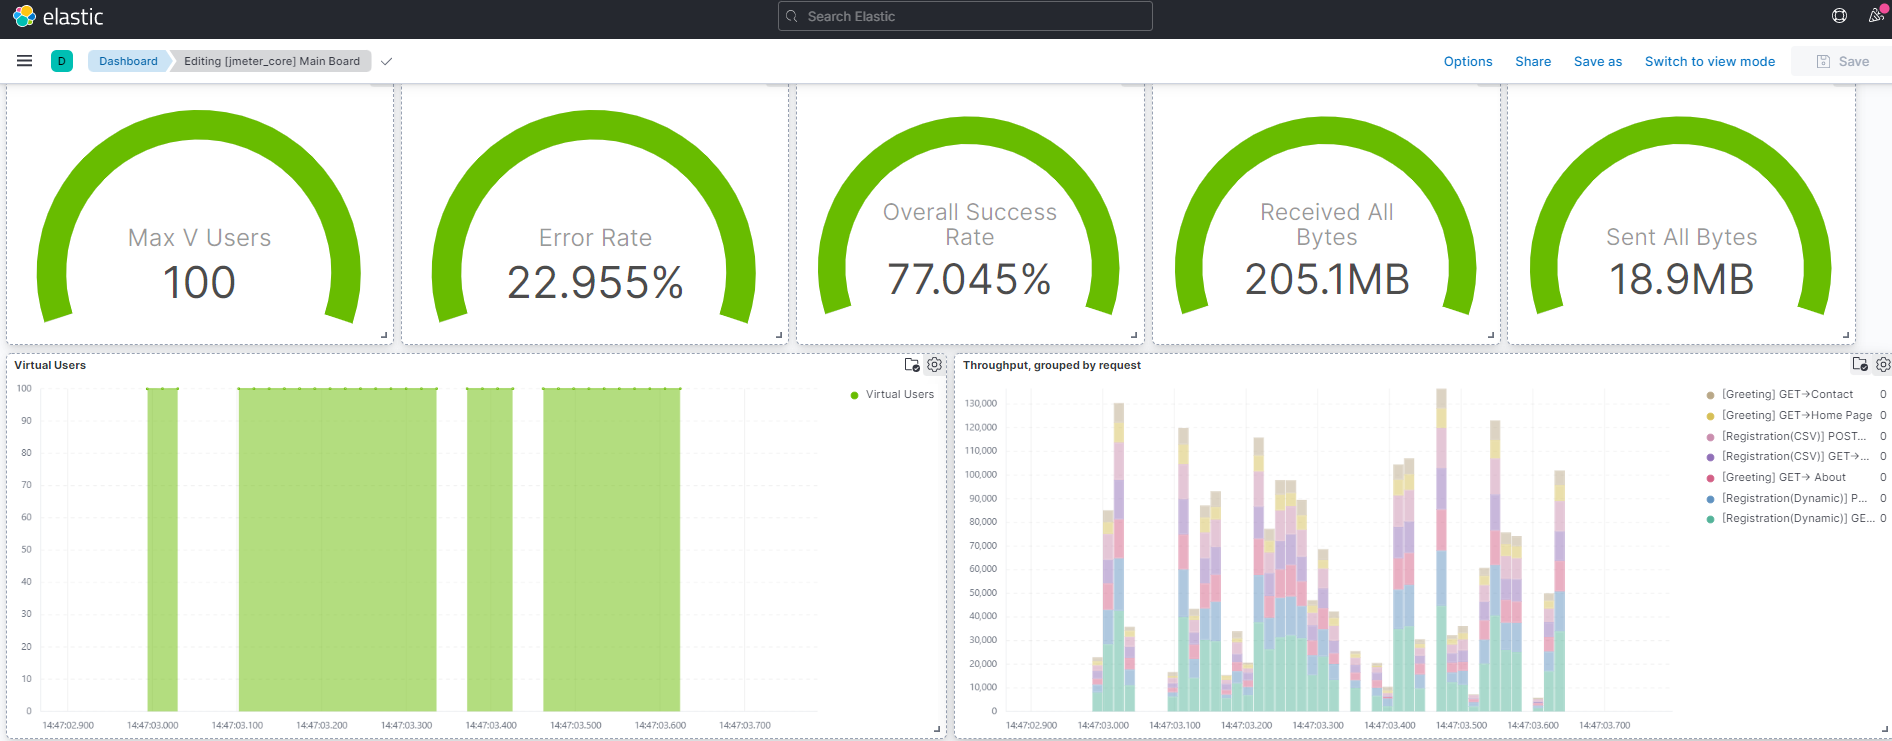 elastic
Search Elastic
D
Dashboard
Editing [jmeter_core] Main Board
Options
Share
Save as
Switch to view mode
Save
Max V Users
100
Error Rate
22.955%
Overall Success
Rate
77.045%
Received All
Bytes
205.1MB
Sent All Bytes
18.9MB
Virtual Users
100
90
80
70
60
50
40
30
20
10
0
14:47:02.900
14:47:03.000
14:47:03.100
14:47:03.200
14:47:03.300
14:47:03.400
14:47:03.500
14:47:03.600
14:47:03.700
Virtual Users
Throughput, grouped by request
130,000
120,000
110,000
100,000
90,000
80,000
70,000
60,000
50,000
40,000
30,000
20,000
10,000
0
14:47:02.900
14:47:03.000
14:47:03.100
14:47:03.200
14:47:03.300
14:47:03.400
14:47:03.500
14:47:03.600
14:47:03.700
[Greeting] GET→Contact 0
[Greeting] GET→Home Page 0
[Registration(CSV)] POST... 0
[Registration(CSV)] GET→... 0
[Greeting] GET→ About 0
[Registration(Dynamic)] P... 0
[Registration(Dynamic)] GE... 0